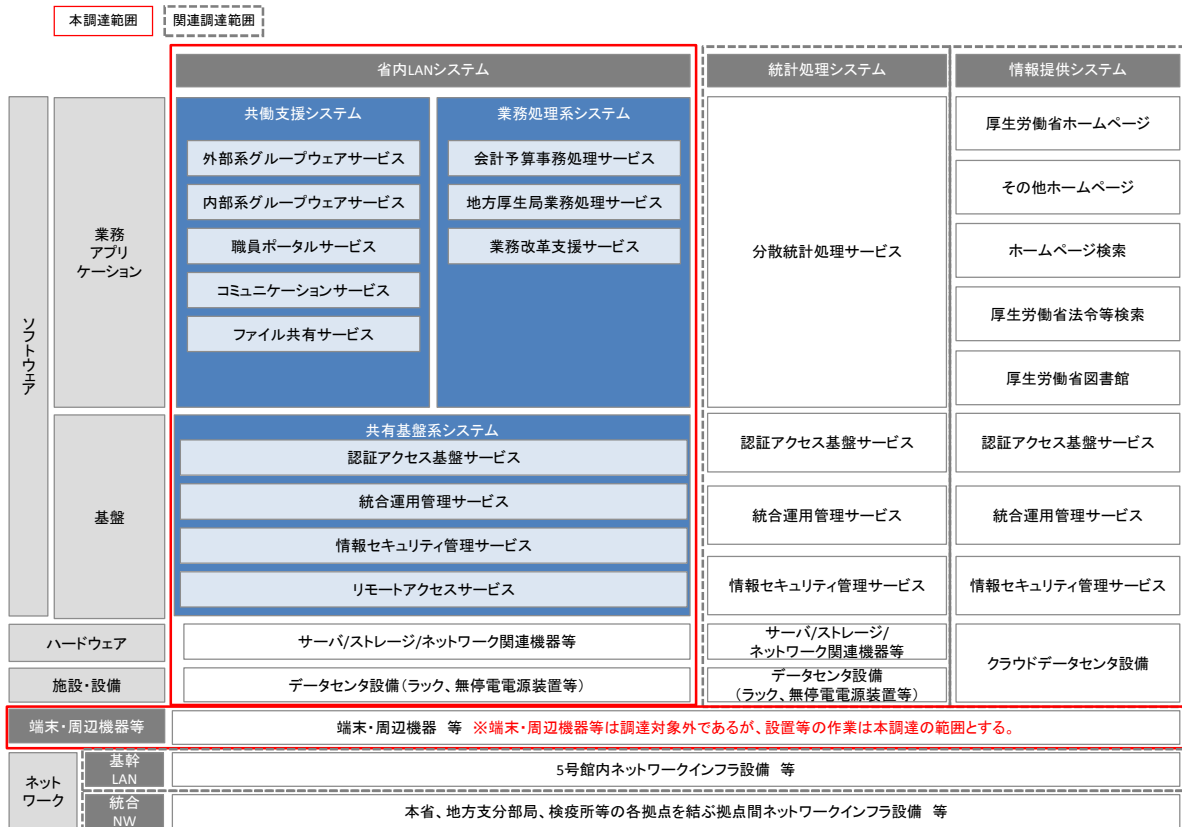 本調達範囲
関連調達範囲
省内LANシステム
統計処理システム
情報提供システム
ソフトウェア
業務
アプリ
ケーション
共働支援システム
外部系グループウェアサービス
内部系グループウェアサービス
職員ポータルサービス
コミュニケーションサービス
ファイル共有サービス
業務処理系システム
会計予算事務処理サービス
地方厚生局業務処理サービス
業務改革支援サービス
分散統計処理サービス
厚生労働省ホームページ
その他ホームページ
ホームページ検索
厚生労働省法令等検索
厚生労働省図書館
基盤
共有基盤系システム
認証アクセス基盤サービス
統合運用管理サービス
情報セキュリティ管理サービス
リモートアクセスサービス
認証アクセス基盤サービス
統合運用管理サービス
情報セキュリティ管理サービス
認証アクセス基盤サービス
統合運用管理サービス
情報セキュリティ管理サービス
ハードウェア
サーバ/ストレージ/ネットワーク関連機器等
サーバ/ストレージ/
ネットワーク関連機器等
クラウドデータセンタ設備
施設・設備
データセンタ設備(ラック、無停電電源装置等)
データセンタ設備
(ラック、無停電電源装置等)
端末・周辺機器等
端末・周辺機器 等 ※端末・周辺機器等は調達対象外であるが、設置等の作業は本調達の範囲とする。
ネット
ワーク
基幹
LAN
5号館内ネットワークインフラ設備 等
統合
NW
本省、地方支分部局、検疫所等の各拠点を結ぶ拠点間ネットワークインフラ設備 等